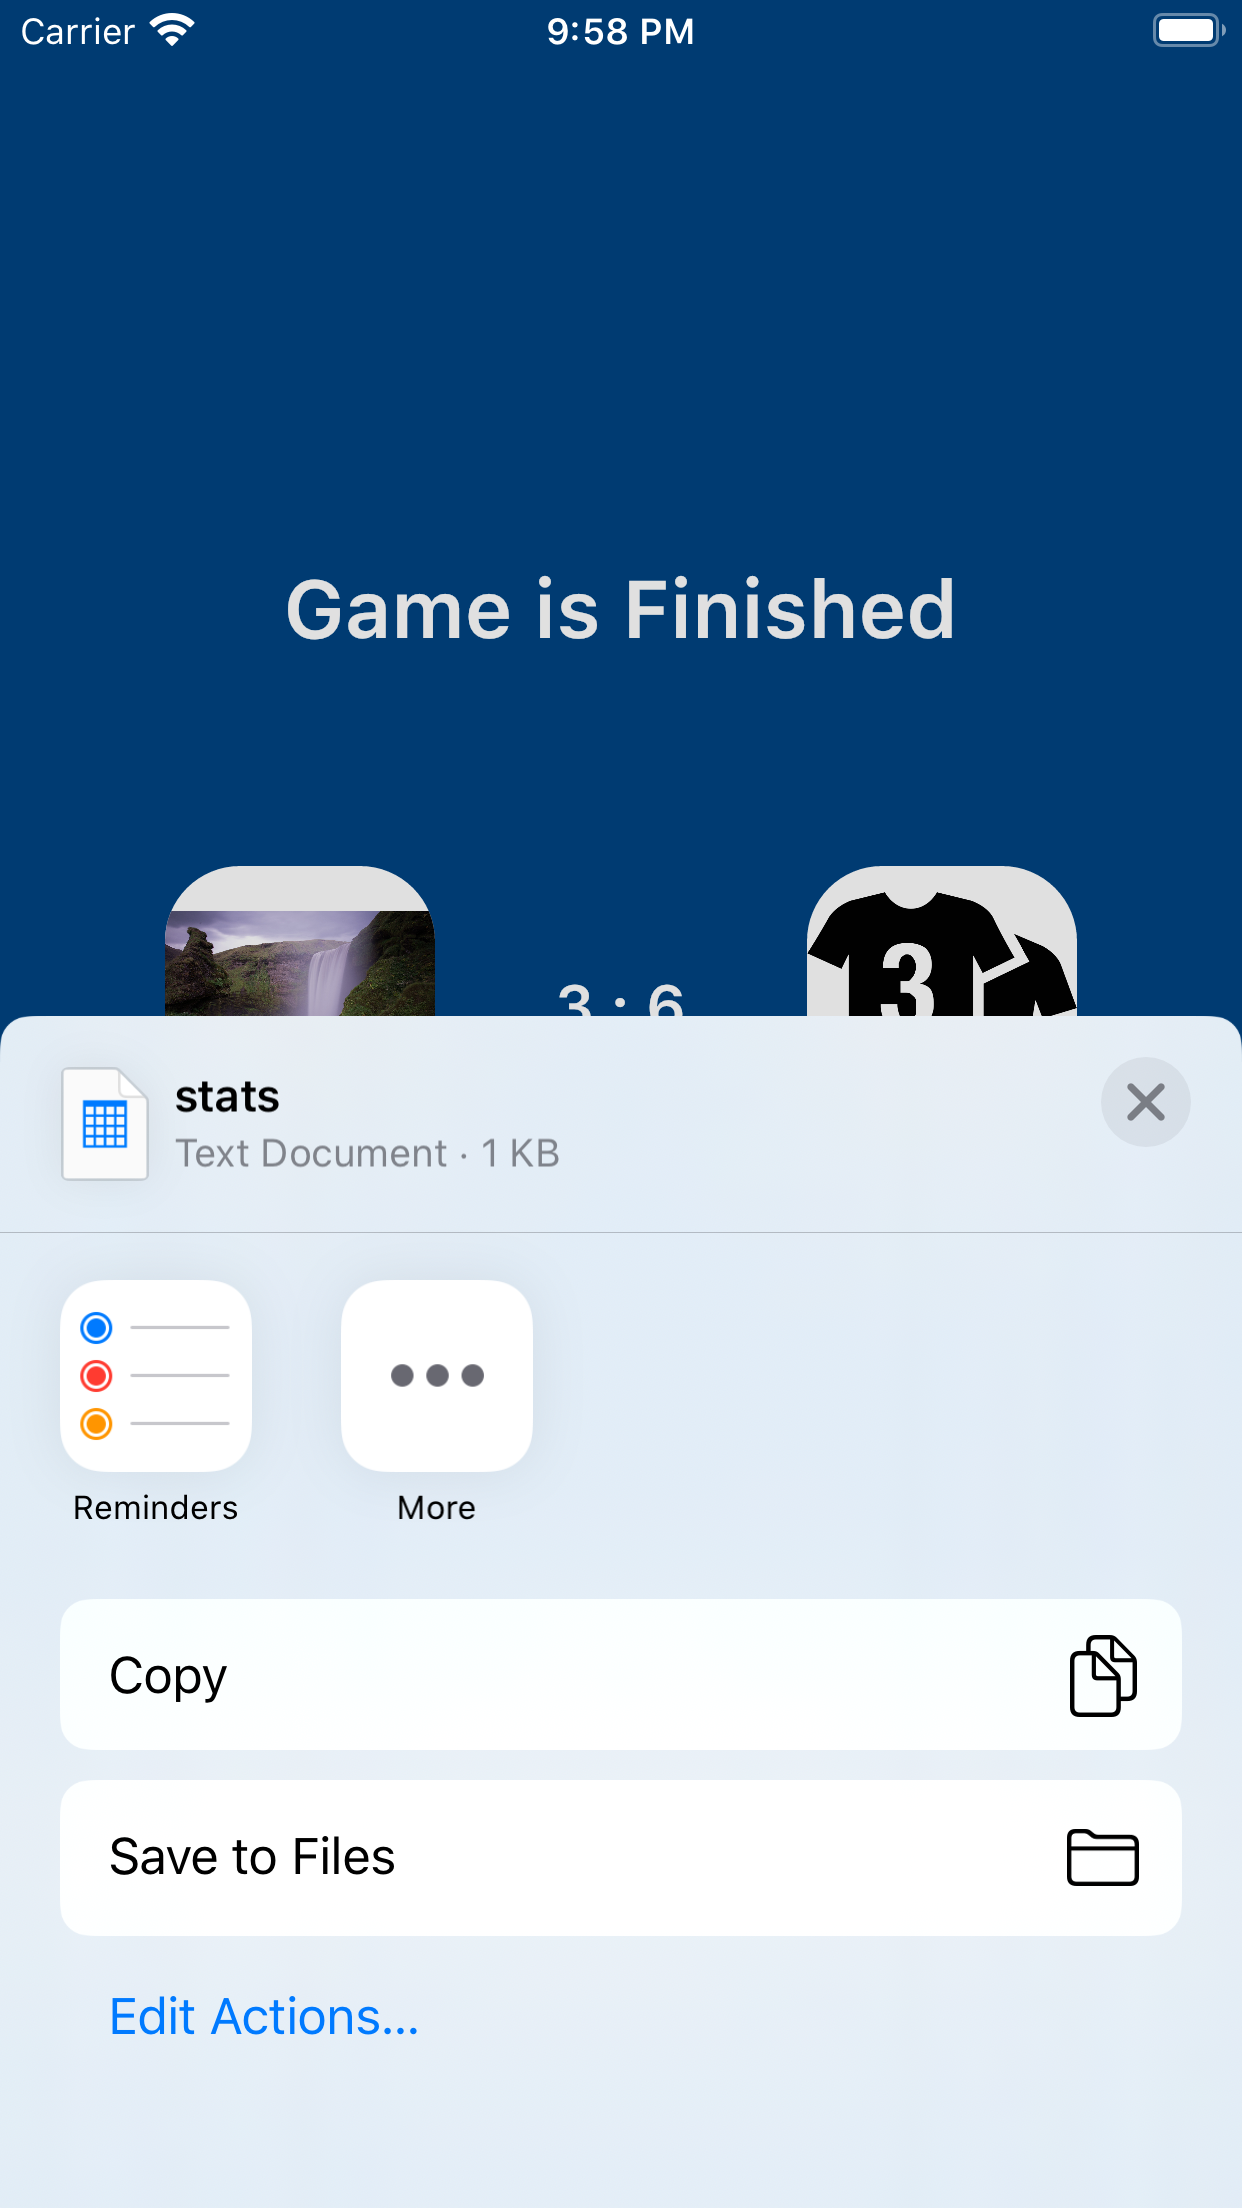 Carrier 9:58 PM
Game is Finished
3 : 6
3
stats
Text Document · 1 KB
Reminders
More
Copy
Save to Files
Edit Actions...